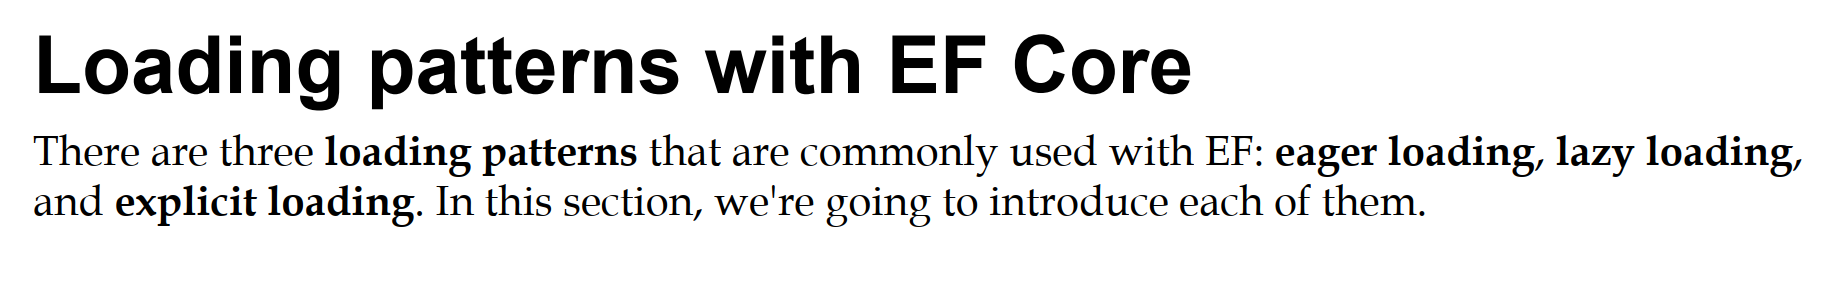 Loading patterns with EF Core
There are three loading patterns that are commonly used with EF: eager loading, lazy loading,
and explicit loading. In this section, we're going to introduce each of them.